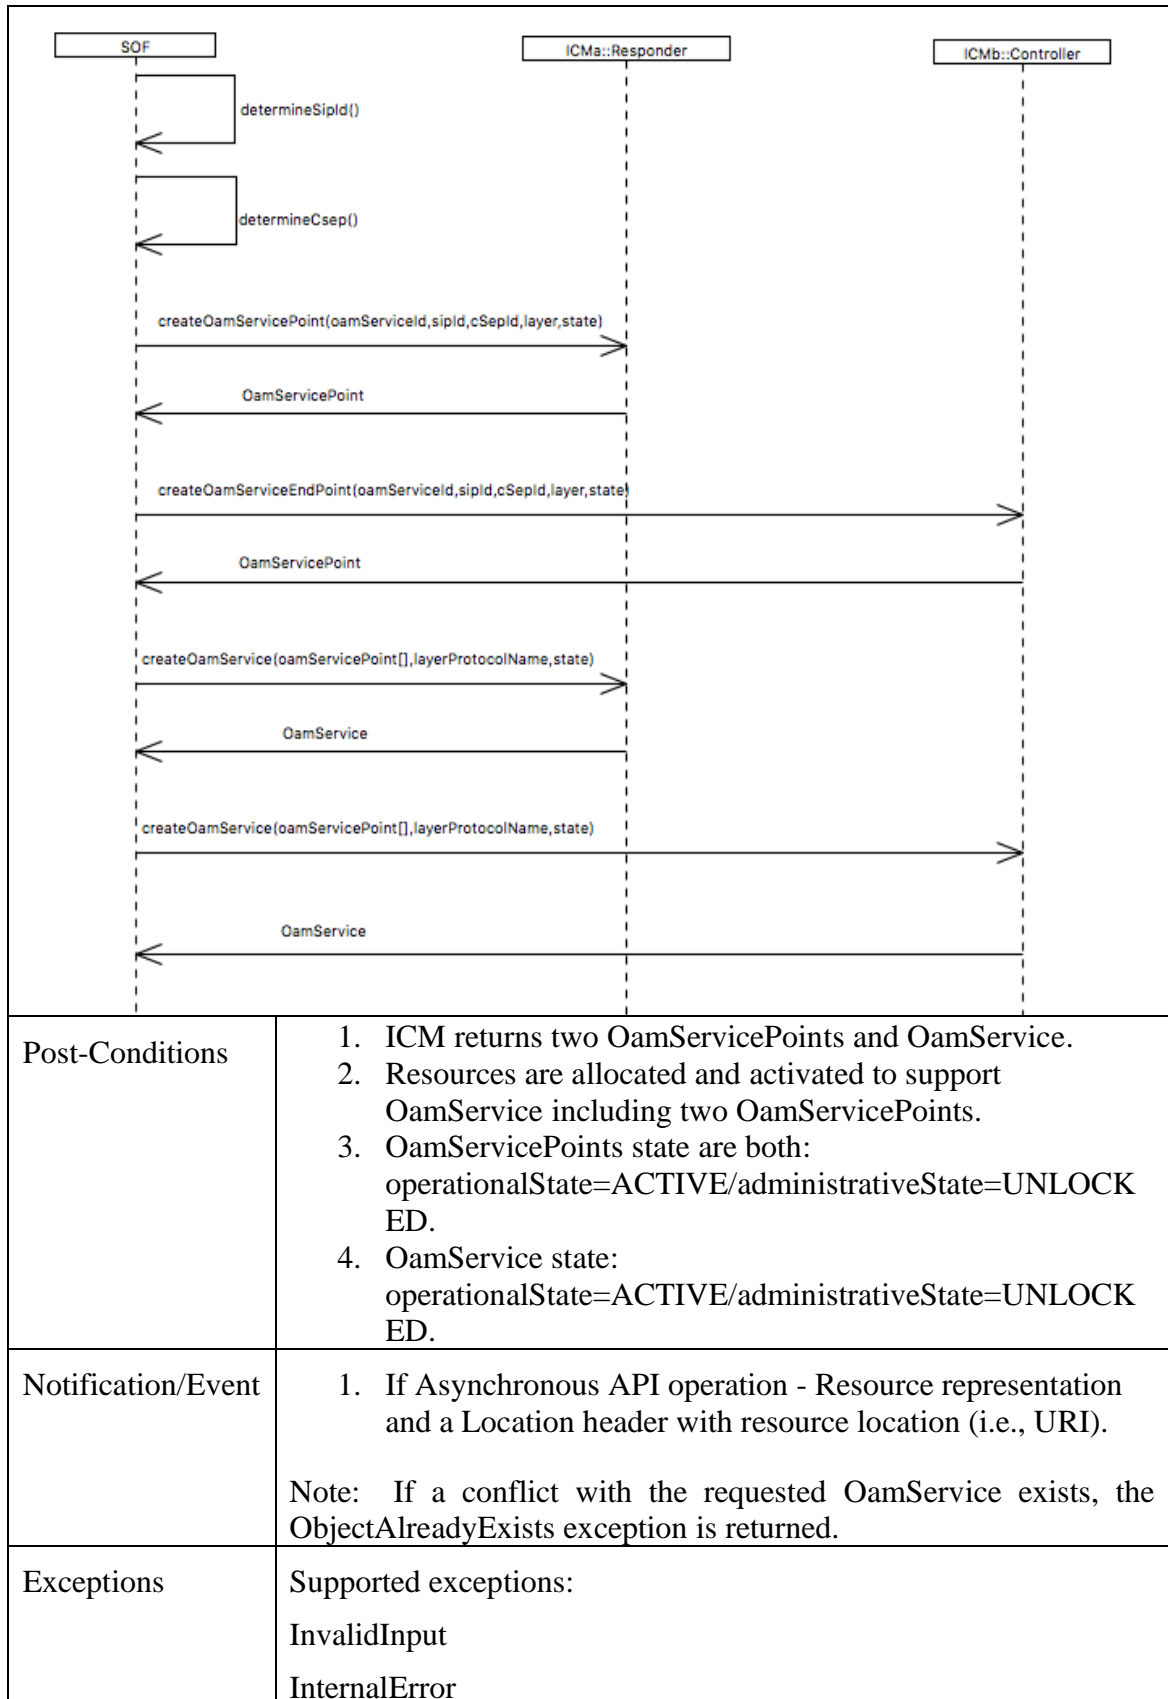 SOF
ICMa::Responder
ICMb::Controller
determineSipId()
determineCsep()
createOamServicePoint(oamServiceId,sipId,cSepId,layer,state)
OamServicePoint
createOamServiceEndPoint(oamServiceId,sipId,cSepId,layer,state)
OamServicePoint
createOamService(oamServicePoint[],layerProtocolName,state)
OamService
createOamService(oamServicePoint[],layerProtocolName,state)
OamService
Post-Conditions
1. ICM returns two OamServicePoints and OamService.
2. Resources are allocated and activated to support
OamService including two OamServicePoints.
3. OamServicePoints state are both:
operationalState=ACTIVE/administrativeState=UNLOCK
ED.
4. OamService state:
operationalState=ACTIVE/administrativeState=UNLOCK
ED.
Notification/Event
1. If Asynchronous API operation - Resource representation
and a Location header with resource location (i.e., URI).
Note: If a conflict with the requested OamService exists, the
ObjectAlreadyExists exception is returned.
Exceptions
Supported exceptions:
InvalidInput
InternalError